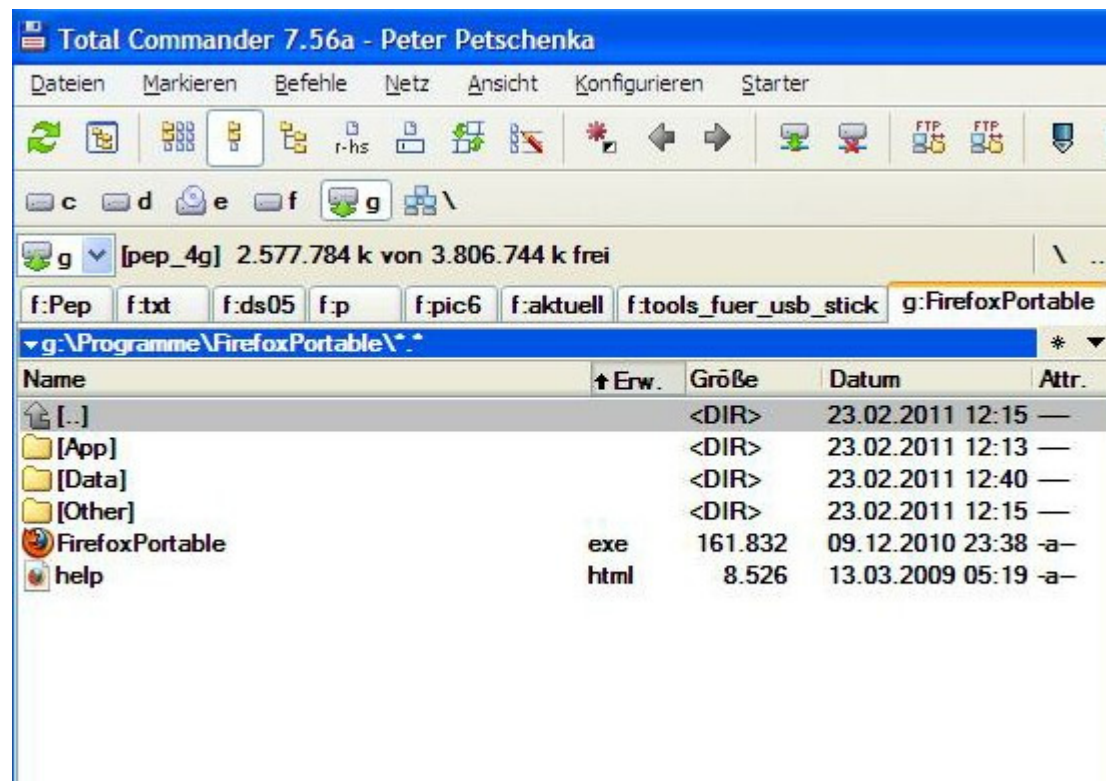 Total Commander 7.56a - Peter Petschenka
Dateien Markieren Befehle Netz Ansicht Konfigurieren Starter
r-hs FTP FTP
c d e f g \
g [pep_4g] 2.577.784 k von 3.806.744 k frei \ ..
f:Pep f:txt f:ds05 f:p f:pic6 f:aktuell f:tools_fuer_usb_stick g:FirefoxPortable
g:\Programme\FirefoxPortable\*.* *
Name Erw. Größe Datum Attr.
[..] <DIR> 23.02.2011 12:15 ----
[App] <DIR> 23.02.2011 12:13 ----
[Data] <DIR> 23.02.2011 12:40 ----
[Other] <DIR> 23.02.2011 12:15 ----
FirefoxPortable exe 161.832 09.12.2010 23:38 -a--
help html 8.526 13.03.2009 05:19 -a--